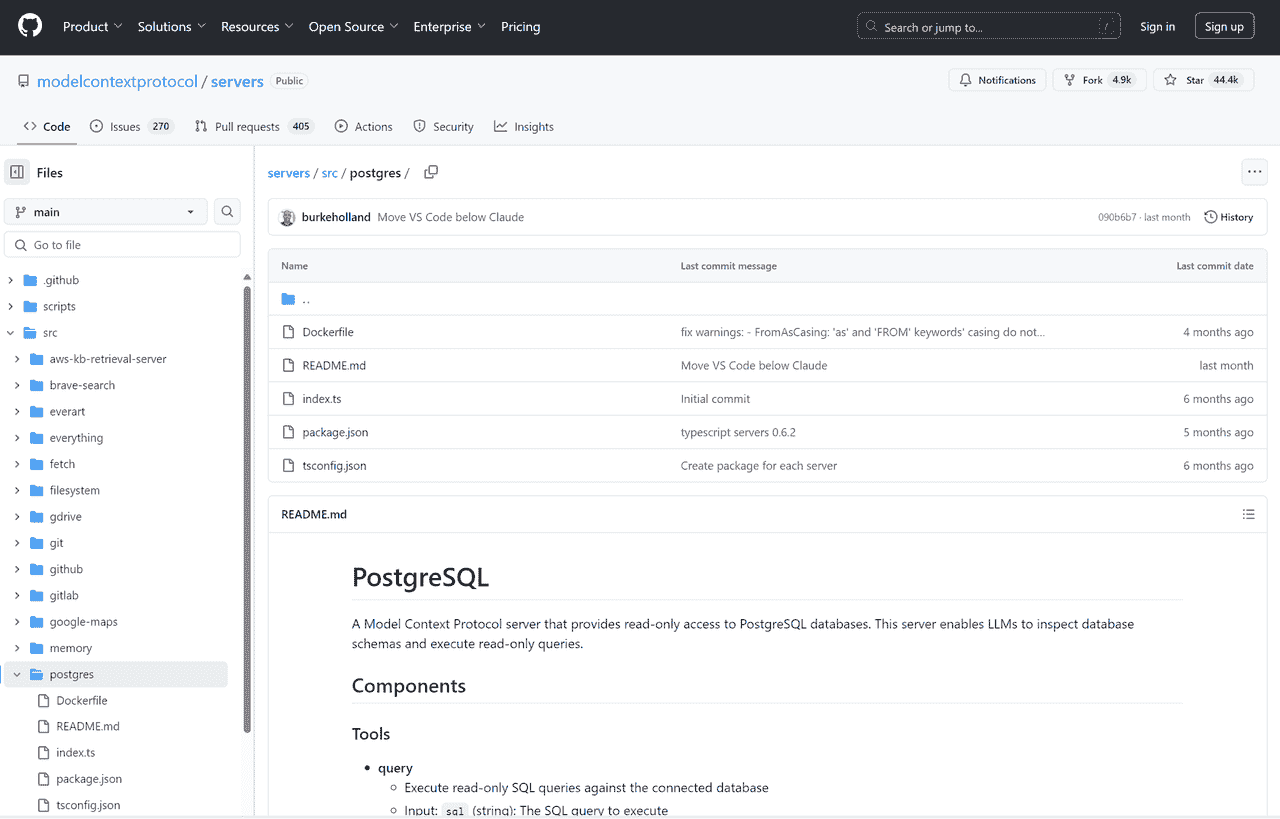 Product Solutions Resources Open Source Enterprise Pricing Search or jump to... / Sign in Sign up
modelcontextprotocol / servers Public Notifications Fork 4.9k Star 44.4k
Code Issues 270 Pull requests 405 Actions Security Insights
Files
main
Go to file
.github
scripts
src
aws-kb-retrieval-server
brave-search
everart
everything
fetch
filesystem
gdrive
git
github
gitlab
google-maps
memory
postgres
Dockerfile
README.md
index.ts
package.json
tsconfig.json
servers / src / postgres /
burkeholland Move VS Code below Claude 090b6b7 · last month History
Name Last commit message Last commit date
..
Dockerfile fix warnings: - FromAsCasing: 'as' and 'FROM' keywords' casing do not... 4 months ago
README.md Move VS Code below Claude last month
index.ts Initial commit 6 months ago
package.json typescript servers 0.6.2 5 months ago
tsconfig.json Create package for each server 6 months ago
README.md
PostgreSQL
A Model Context Protocol server that provides read-only access to PostgreSQL databases. This server enables LLMs to inspect database
schemas and execute read-only queries.
Components
Tools
• query
Execute read-only SQL queries against the connected database
Input: sql (string): The SQL query to execute